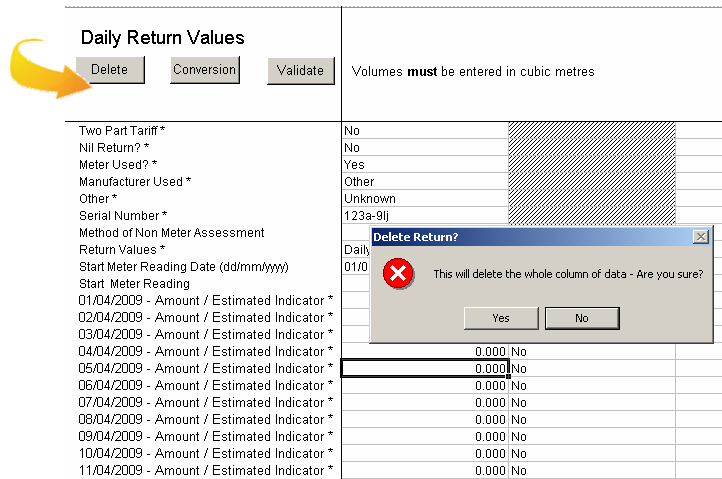 Daily Return Values
Delete Conversion Validate
Volumes must be entered in cubic metres
Two Part Tariff * No
Nil Return? * No
Meter Used? * Yes
Manufacturer Used * Other
Other * Unknown
Serial Number * 123a-9lj
Method of Non Meter Assessment
Return Values * Daily
Start Meter Reading Date (dd/mm/yyyy) 01/0
Start Meter Reading
Delete Return?
This will delete the whole column of data - Are you sure?
Yes No
01/04/2009 - Amount / Estimated Indicator *
02/04/2009 - Amount / Estimated Indicator *
03/04/2009 - Amount / Estimated Indicator *
04/04/2009 - Amount / Estimated Indicator * 0.000 No
05/04/2009 - Amount / Estimated Indicator * 0.000 No
06/04/2009 - Amount / Estimated Indicator * 0.000 No
07/04/2009 - Amount / Estimated Indicator * 0.000 No
08/04/2009 - Amount / Estimated Indicator * 0.000 No
09/04/2009 - Amount / Estimated Indicator * 0.000 No
10/04/2009 - Amount / Estimated Indicator * 0.000 No
11/04/2009 - Amount / Estimated Indicator * 0.000 No